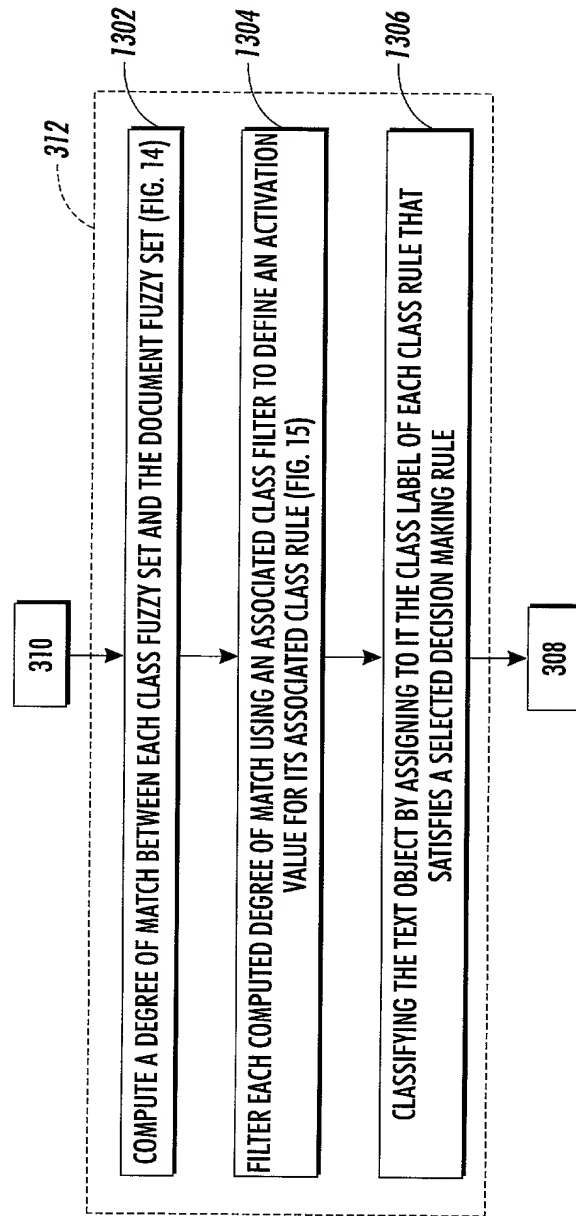 312
310
COMPUTE A DEGREE OF MATCH BETWEEN EACH CLASS FUZZY SET AND THE DOCUMENT FUZZY SET (FIG. 14)
1302
FILTER EACH COMPUTED DEGREE OF MATCH USING AN ASSOCIATED CLASS FILTER TO DEFINE AN ACTIVATION
VALUE FOR ITS ASSOCIATED CLASS RULE (FIG. 15)
1304
CLASSIFYING THE TEXT OBJECT BY ASSIGNING TO IT THE CLASS LABEL OF EACH CLASS RULE THAT
SATISFIES A SELECTED DECISION MAKING RULE
1306
308